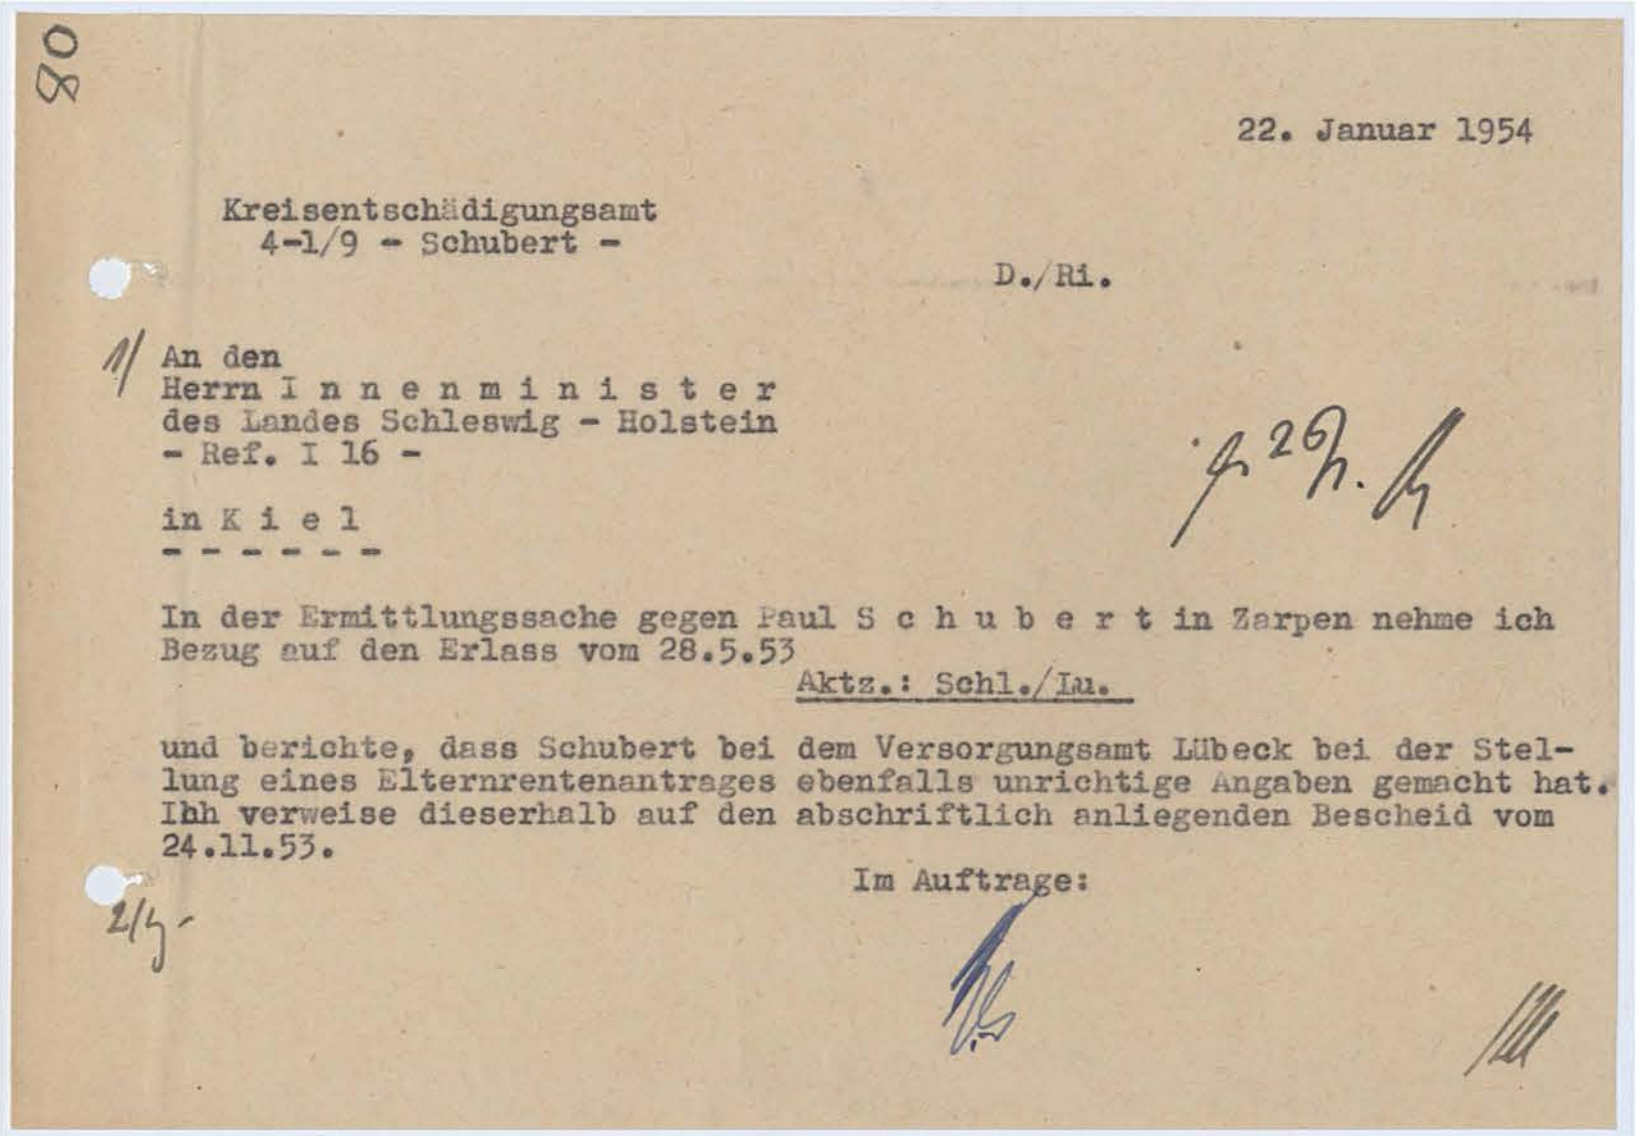 80
22. Januar 1954
Kreisentschädigungsamt
4-1/9 - Schubert -
D./Ri.
1/ An den
Herrn I n n e n m i n i s t e r
des Landes Schleswig - Holstein
- Ref. I 16 -
26/1.
in K i e l
- - - - - -
In der Ermittlungssache gegen Paul S c h u b e r t in Zarpen nehme ich
Bezug auf den Erlass vom 28.5.53
Aktz.: Schl./Lu.
und berichte, dass Schubert bei dem Versorgungsamt Lübeck bei der Stel-
lung eines Elternrentenantrages ebenfalls unrichtige Angaben gemacht hat.
Ihh verweise dieserhalb auf den abschriftlich anliegenden Bescheid vom
24.11.53.
Im Auftrage:
2/